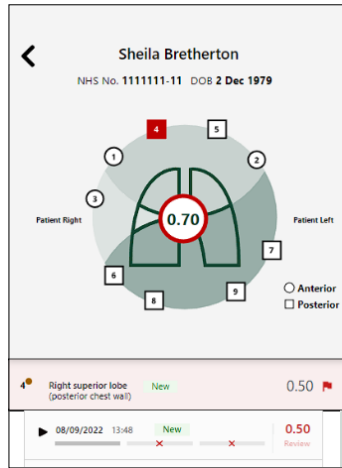 Sheila Bretherton
NHS No. 1111111-11 DOB 2 Dec 1979
4
5
1
2
3
0.70
Patient Right
Patient Left
6
7
8
9
Anterior
Posterior
4
Right superior lobe
(posterior chest wall)
New
0.50
08/09/2022 13:48 New
0.50
Review